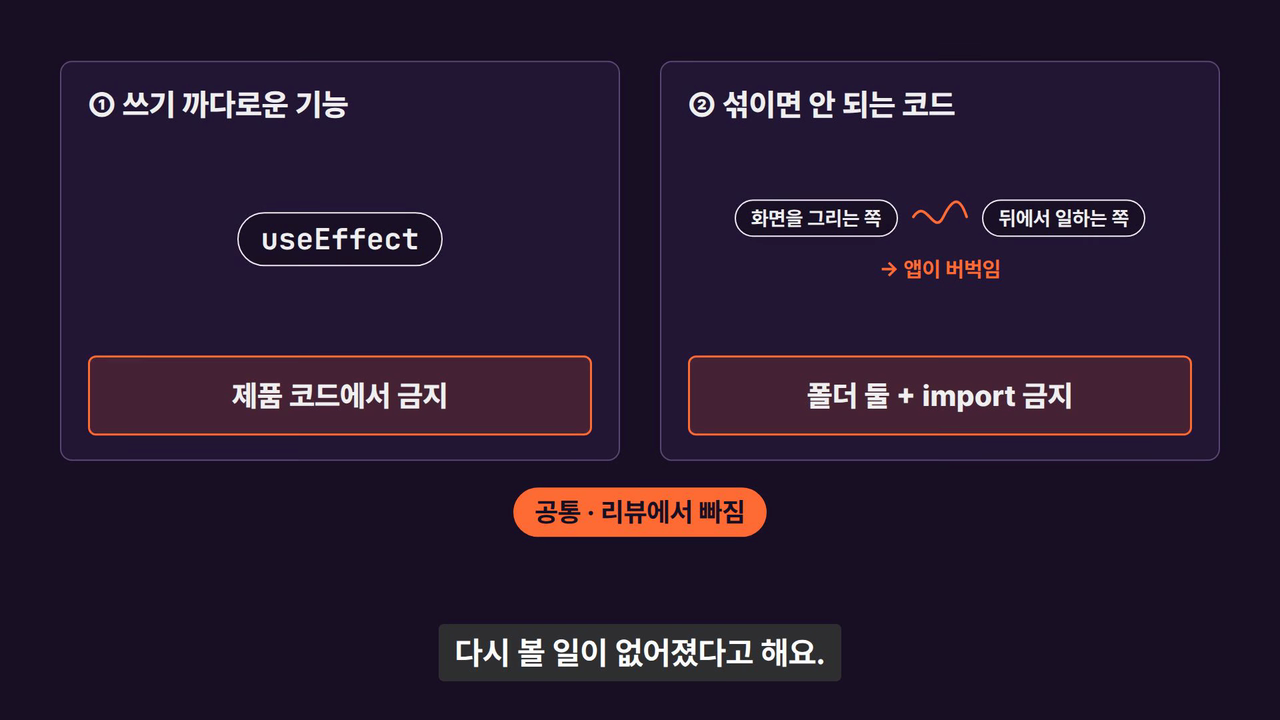 ① 쓰기 까다로운 기능
useEffect
제품 코드에서 금지
② 섞이면 안 되는 코드
화면을 그리는 쪽 뒤에서 일하는 쪽
→ 앱이 버벅임
폴더 둘 + import 금지
공통 · 리뷰에서 빠짐
다시 볼 일이 없어졌다고 해요.